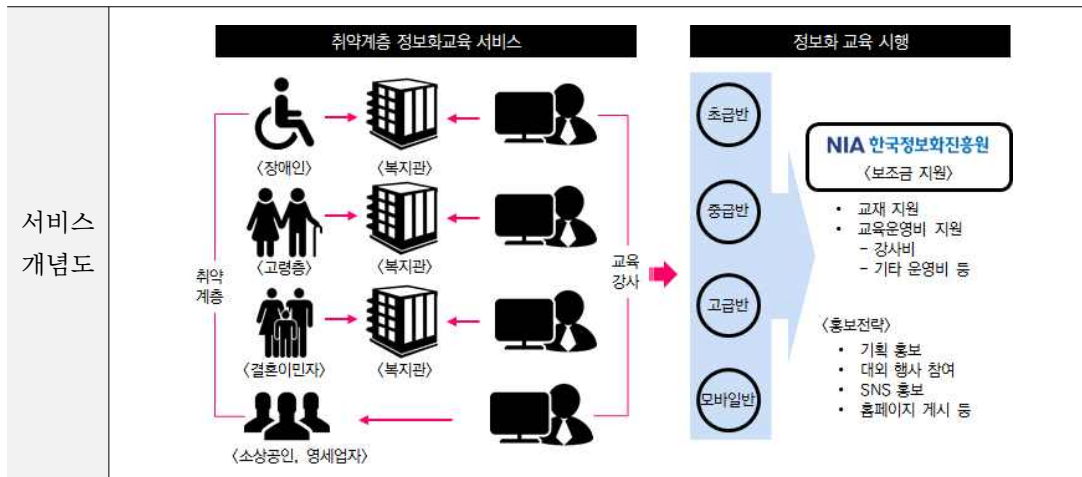 서비스
개념도
취약계층 정보화교육 서비스
〈장애인〉
〈복지관〉
〈고령층〉
〈복지관〉
취약
계층
교육
강사
〈결혼이민자〉
〈복지관〉
〈소상공인, 영세업자〉
정보화 교육 시행
초급반
중급반
고급반
모바일반
NIA 한국정보화진흥원
〈보조금 지원〉
• 교재 지원
• 교육운영비 지원
- 강사비
- 기타 운영비 등
〈홍보전략〉
• 기획 홍보
• 대외 행사 참여
• SNS 홍보
• 홈페이지 게시 등